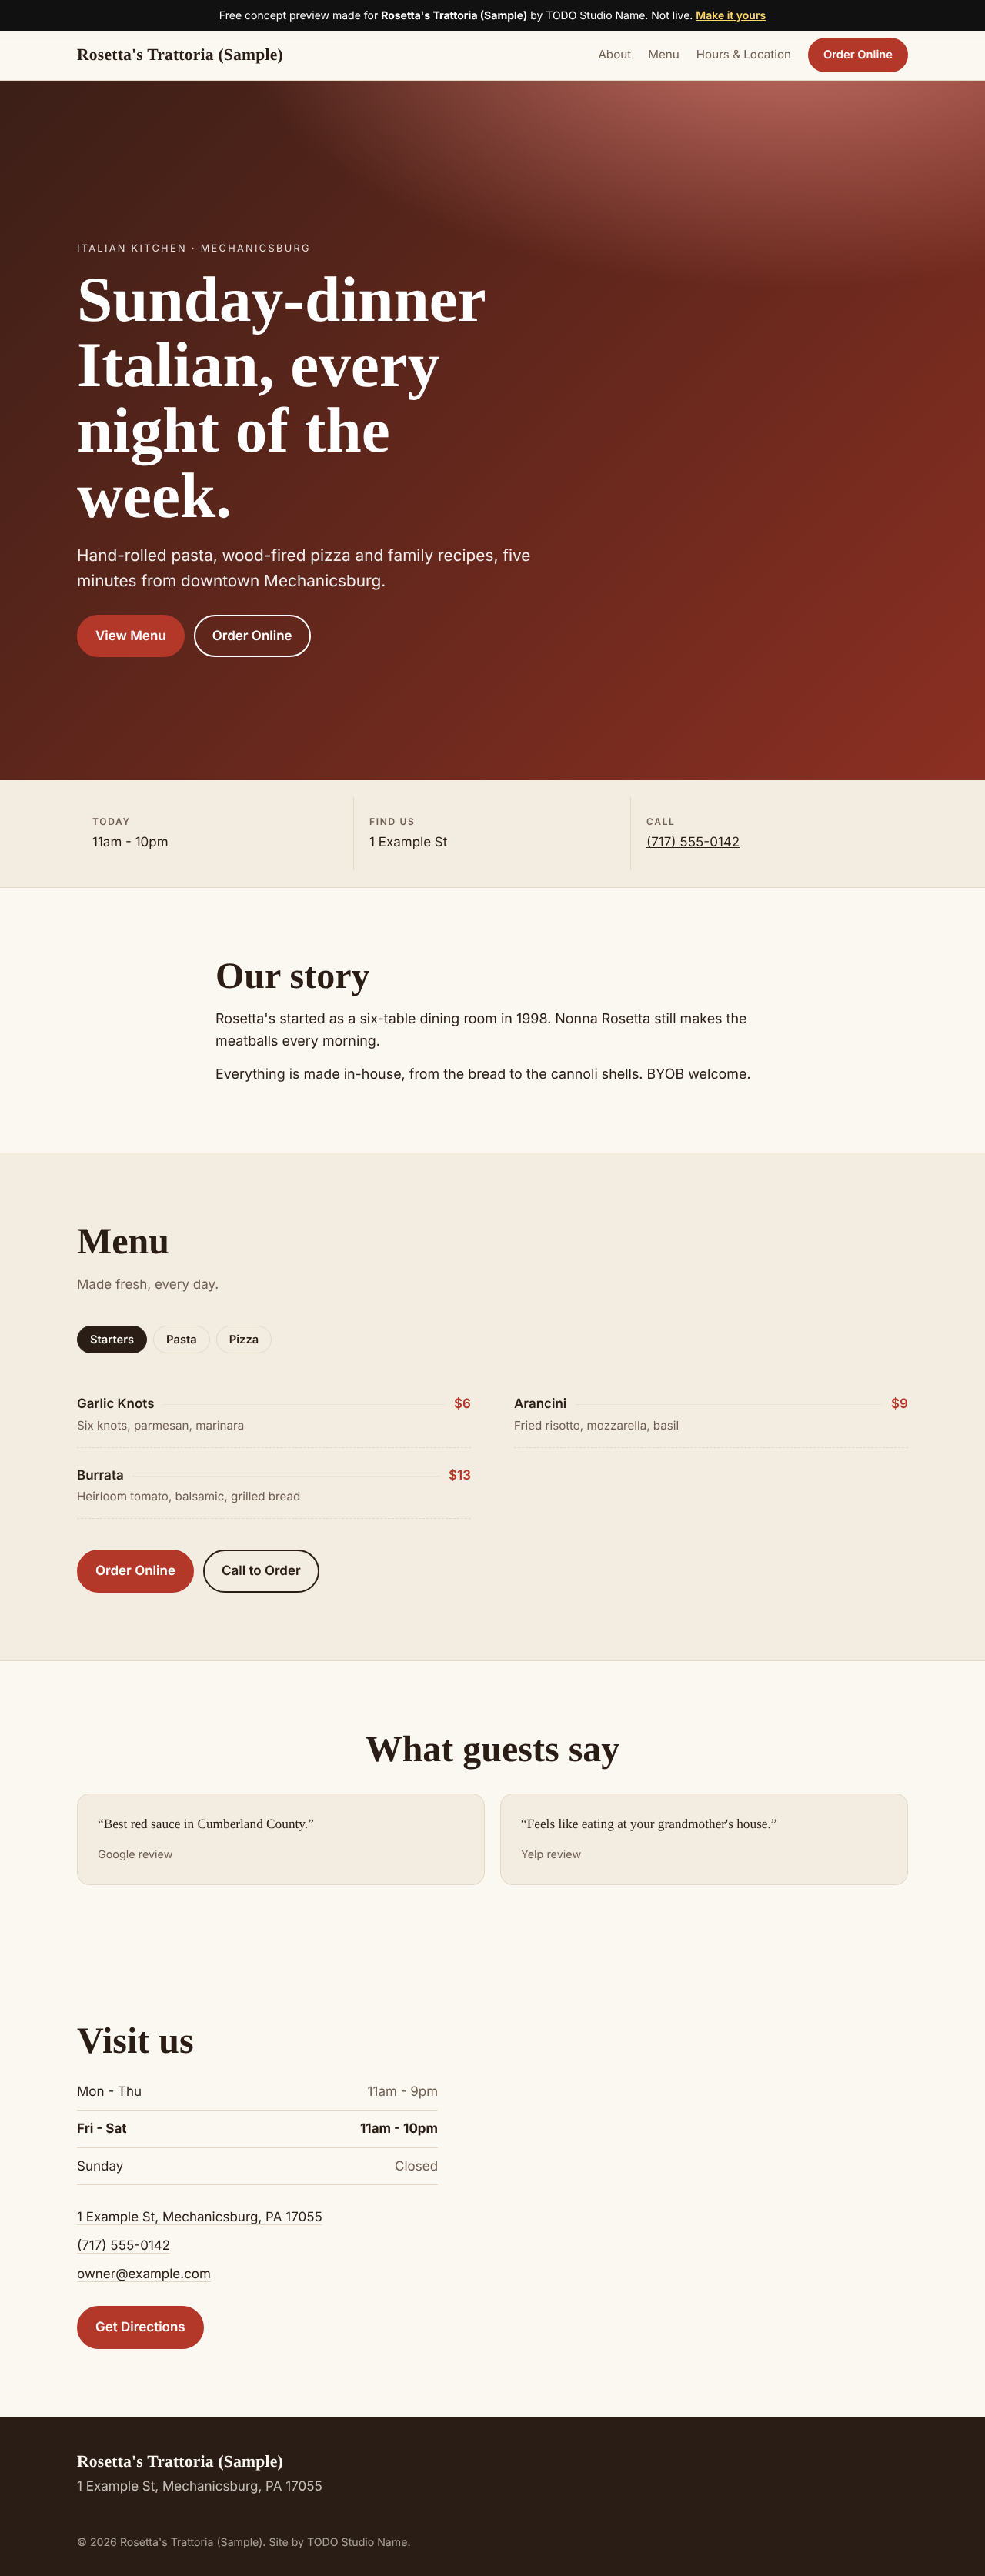 Free concept preview made for Rosetta's Trattoria (Sample) by TODO Studio Name. Not live. Make it yours
Rosetta's Trattoria (Sample)
About Menu Hours & Location Order Online
ITALIAN KITCHEN · MECHANICSBURG
Sunday-dinner
Italian, every
night of the
week.
Hand-rolled pasta, wood-fired pizza and family recipes, five
minutes from downtown Mechanicsburg.
View Menu Order Online
TODAY
11am - 10pm
FIND US
1 Example St
CALL
(717) 555-0142
Our story
Rosetta's started as a six-table dining room in 1998. Nonna Rosetta still makes the
meatballs every morning.
Everything is made in-house, from the bread to the cannoli shells. BYOB welcome.
Menu
Made fresh, every day.
Starters Pasta Pizza
Garlic Knots $6
Six knots, parmesan, marinara
Arancini $9
Fried risotto, mozzarella, basil
Burrata $13
Heirloom tomato, balsamic, grilled bread
Order Online Call to Order
What guests say
“Best red sauce in Cumberland County.”
Google review
“Feels like eating at your grandmother's house.”
Yelp review
Visit us
Mon - Thu 11am - 9pm
Fri - Sat 11am - 10pm
Sunday Closed
1 Example St, Mechanicsburg, PA 17055
(717) 555-0142
owner@example.com
Get Directions
Rosetta's Trattoria (Sample)
1 Example St, Mechanicsburg, PA 17055
© 2026 Rosetta's Trattoria (Sample). Site by TODO Studio Name.